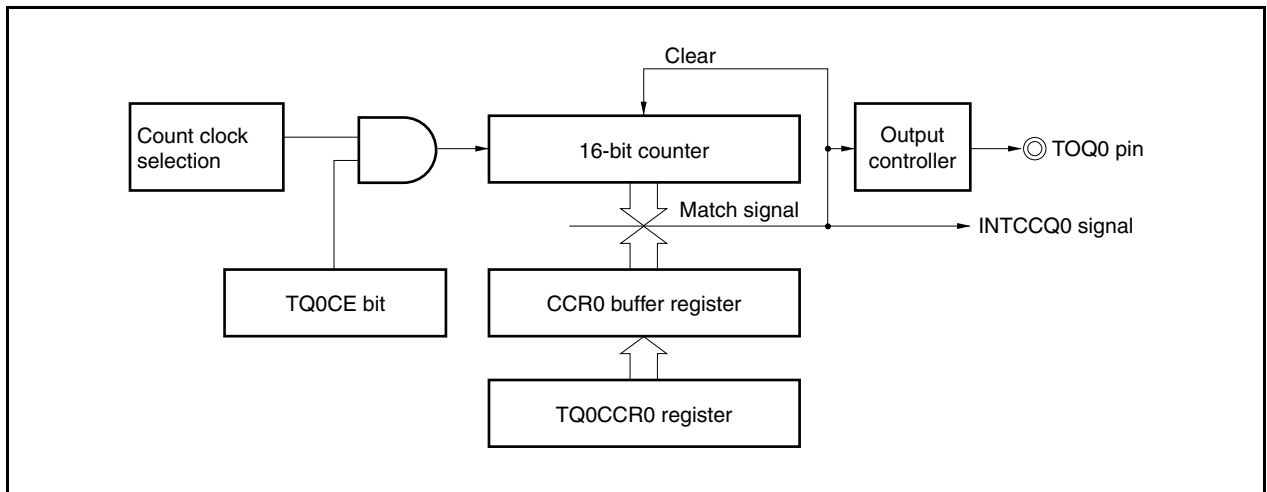 Clear
Count clock
selection
16-bit counter
Output
controller
TOQ0 pin
Match signal
INTCCQ0 signal
TQ0CE bit
CCR0 buffer register
TQ0CCR0 register